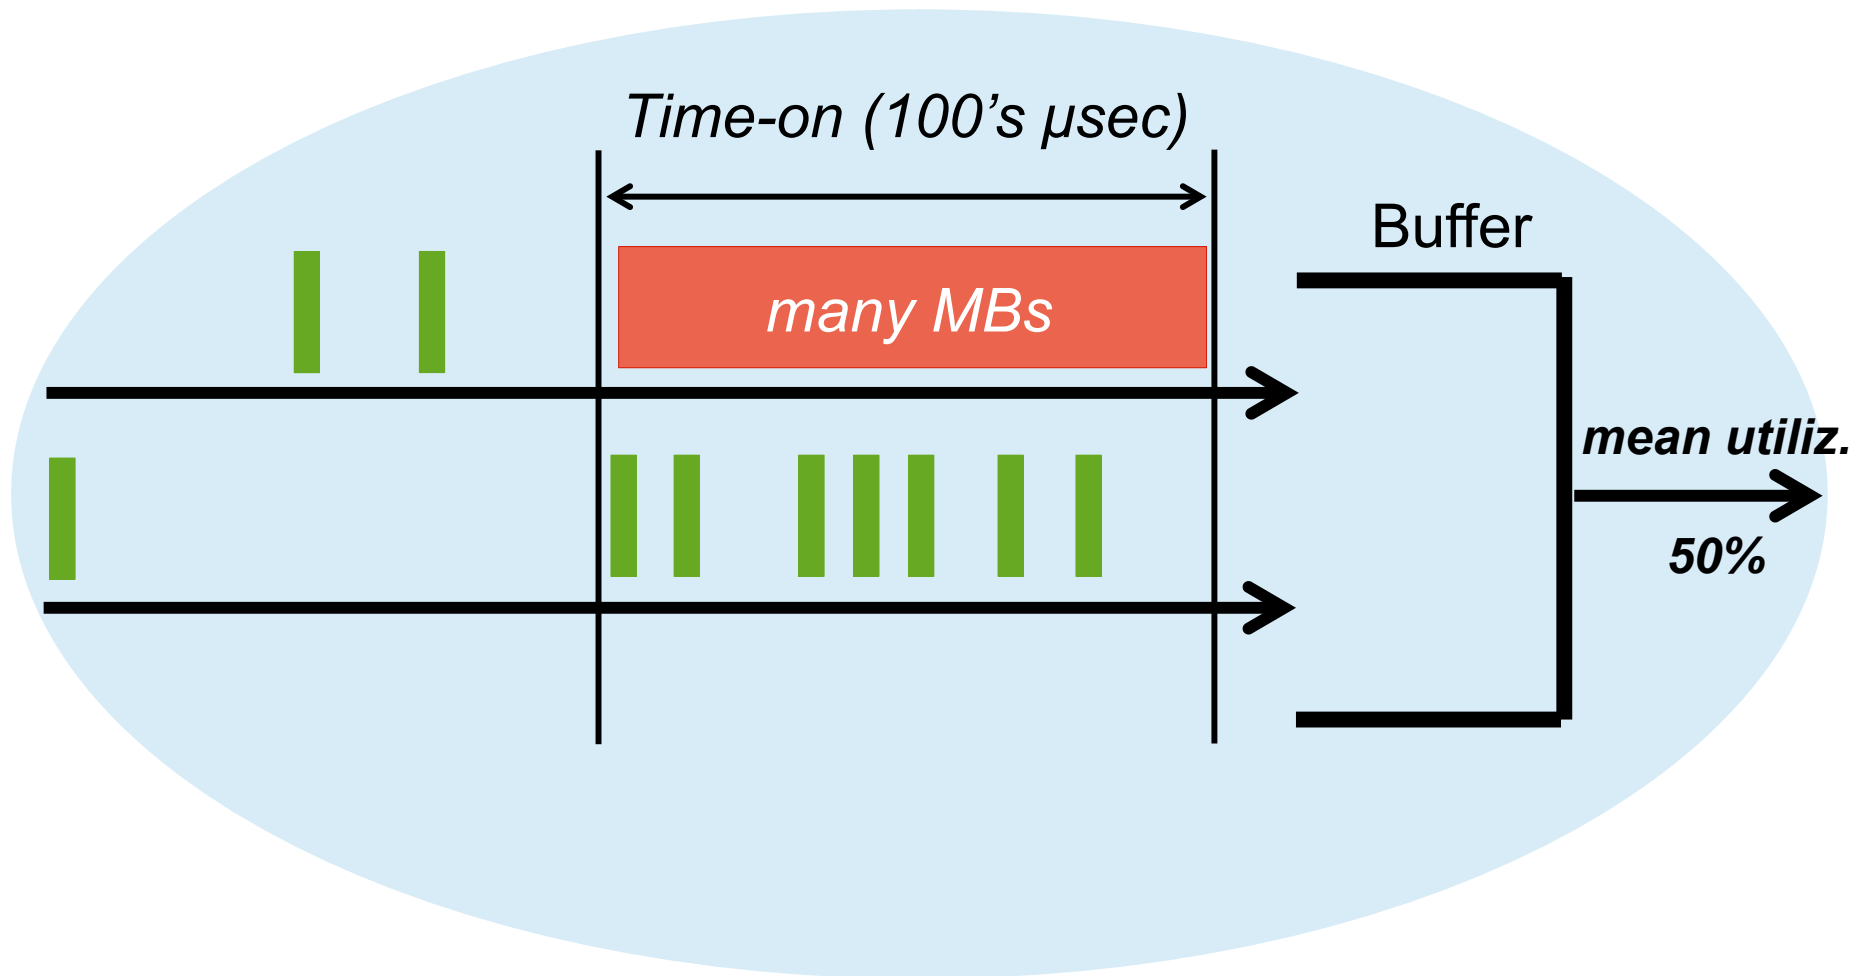 Time-on (100’s µsec)
Buffer
many MBs
mean utiliz.
50%